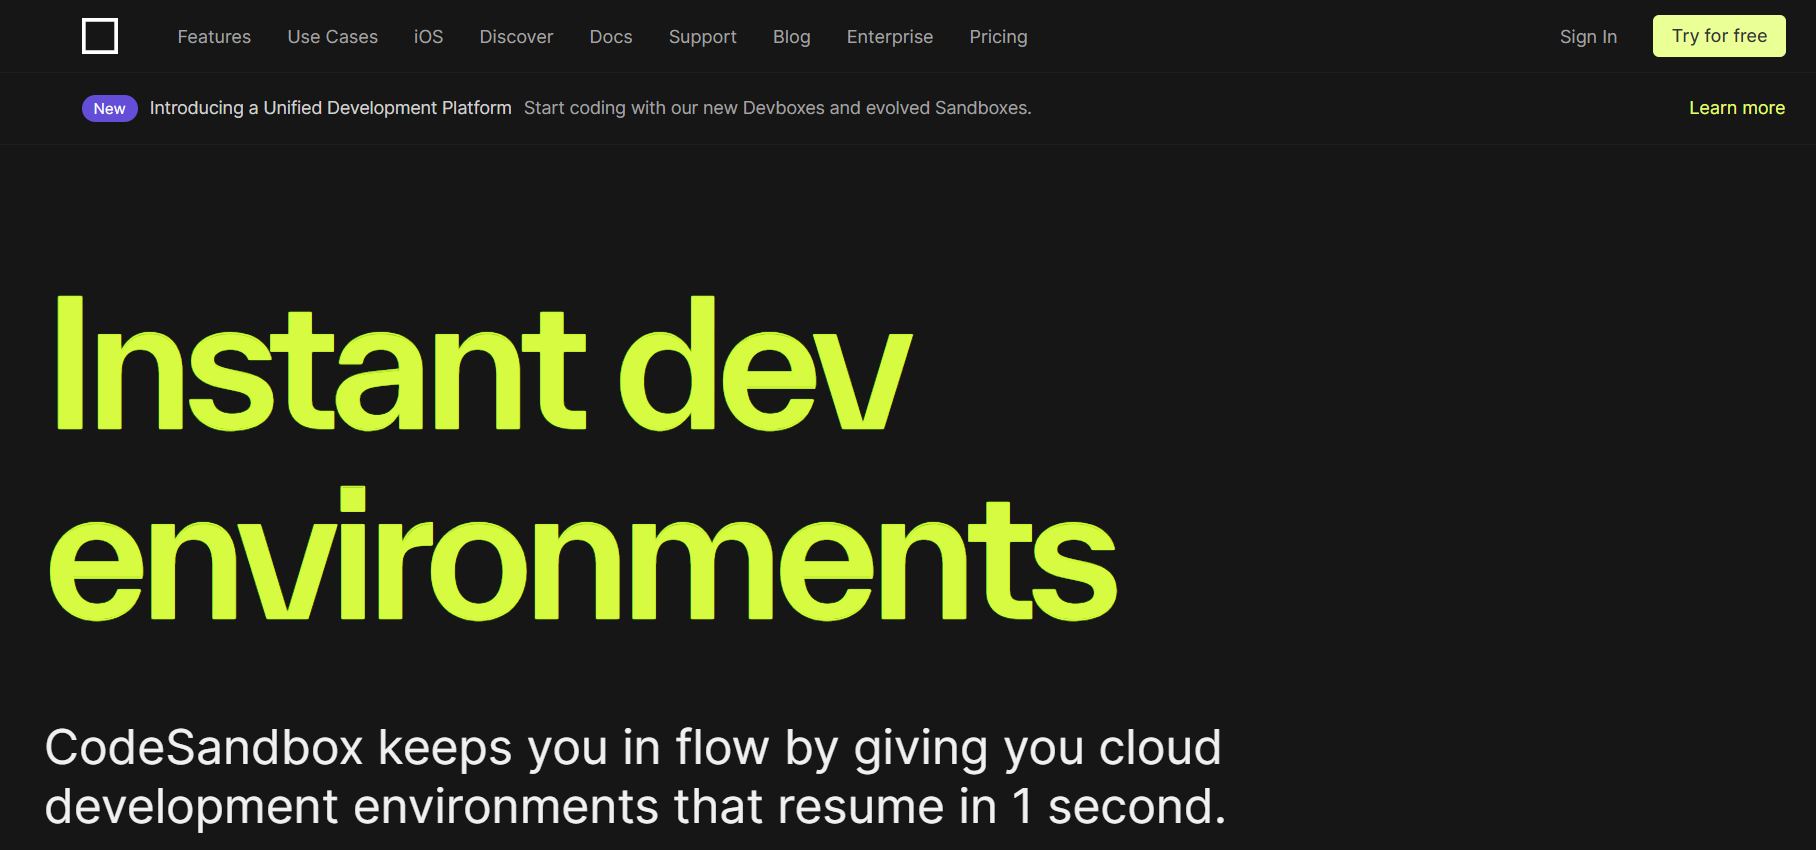 Features Use Cases iOS Discover Docs Support Blog Enterprise Pricing Sign In Try for free
New Introducing a Unified Development Platform Start coding with our new Devboxes and evolved Sandboxes. Learn more
Instant dev
environments
CodeSandbox keeps you in flow by giving you cloud
development environments that resume in 1 second.